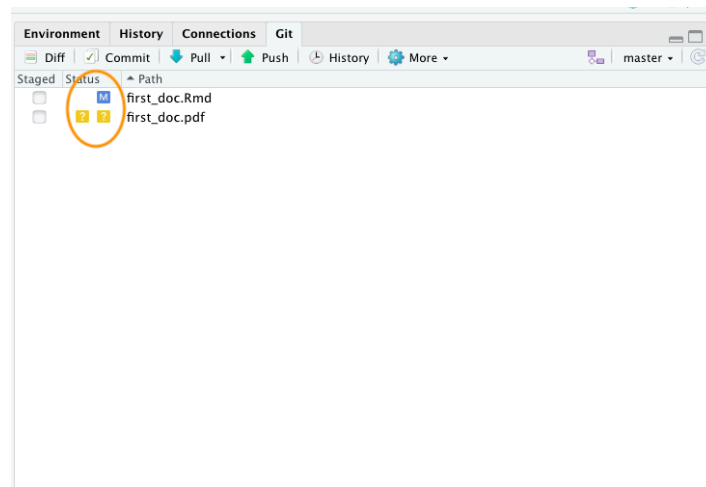 Environment History Connections Git
Diff Commit Pull Push History More master
Staged Status Path
M first_doc.Rmd
? ? first_doc.pdf